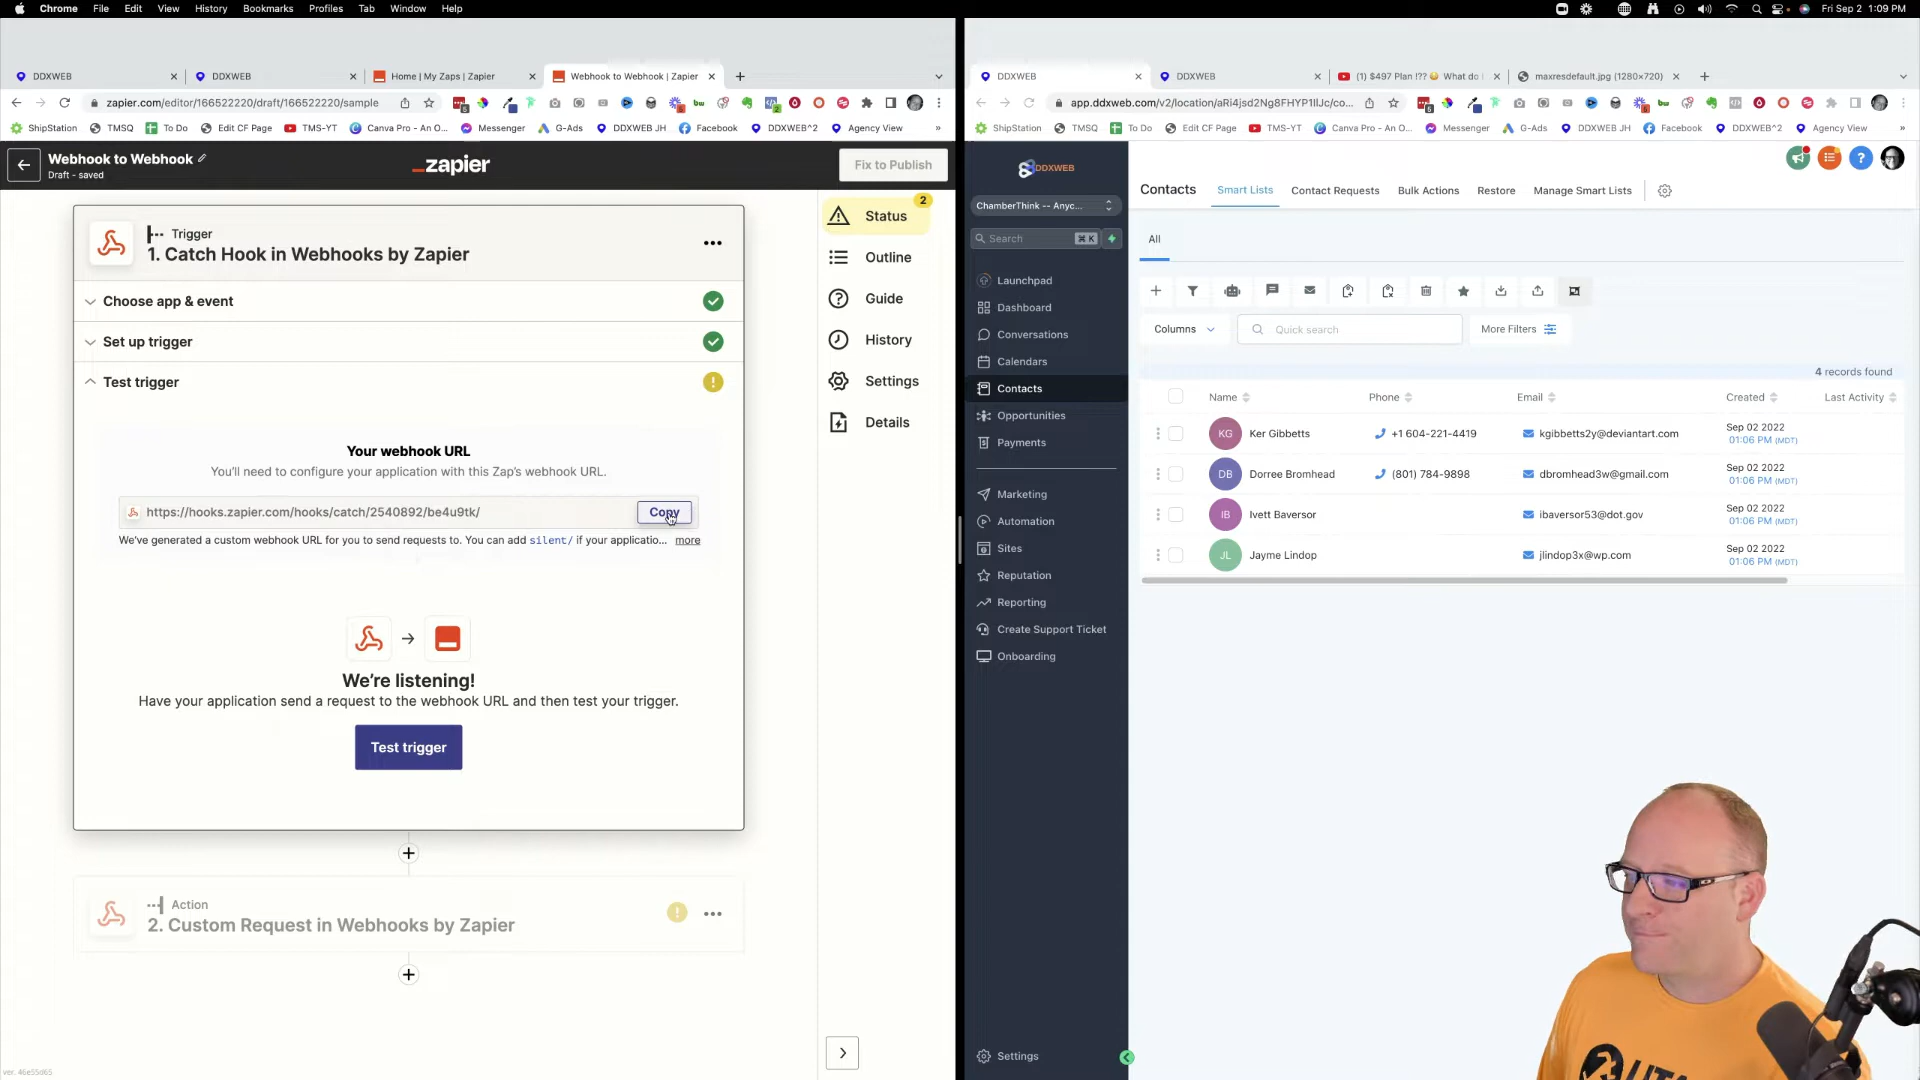 Chrome File Edit View History Bookmarks Profiles Tab Window Help
Fri Sep 2 1:09 PM
DDXWEB
DDXWEB
Home | My Zaps | Zapier
Webhook to Webhook | Zapier
zapier.com/editor/166522220/draft/166522220/sample
ShipStation TMSQ To Do Edit CF Page TMS-YT Canva Pro - An O... Messenger G-Ads DDXWEB JH Facebook DDXWEB^2 Agency View »
Webhook to Webhook
Draft - saved
_zapier
Fix to Publish
Trigger
1. Catch Hook in Webhooks by Zapier
Choose app & event
Set up trigger
Test trigger
Your webhook URL
You'll need to configure your application with this Zap's webhook URL.
https://hooks.zapier.com/hooks/catch/2540892/be4u9tk/
Copy
We've generated a custom webhook URL for you to send requests to. You can add silent/ if your applicatio... more
We're listening!
Have your application send a request to the webhook URL and then test your trigger.
Test trigger
Action
2. Custom Request in Webhooks by Zapier
2
Status
Outline
Guide
History
Settings
Details
ver. 46e55d65
DDXWEB
DDXWEB
(1) $497 Plan !?? What do
maxresdefault.jpg (1280×720)
app.ddxweb.com/v2/location/aRi4jsd2Ng8FHYP1IlJc/co...
ShipStation TMSQ To Do Edit CF Page TMS-YT Canva Pro - An O... Messenger G-Ads DDXWEB JH Facebook DDXWEB^2 Agency View »
DDXWEB
ChamberThink -- Anyc...
Search ⌘ K
Launchpad
Dashboard
Conversations
Calendars
Contacts
Opportunities
Payments
Marketing
Automation
Sites
Reputation
Reporting
Create Support Ticket
Onboarding
Settings
Contacts Smart Lists Contact Requests Bulk Actions Restore Manage Smart Lists
All
Columns
Quick search
More Filters
4 records found
Name Phone Email Created Last Activity
KG Ker Gibbetts +1 604-221-4419 kgibbetts2y@deviantart.com Sep 02 2022
01:06 PM (MDT)
DB Dorree Bromhead (801) 784-9898 dbromhead3w@gmail.com Sep 02 2022
01:06 PM (MDT)
IB Ivett Baversor ibaversor53@dot.gov Sep 02 2022
01:06 PM (MDT)
JL Jayme Lindop jlindop3x@wp.com Sep 02 2022
01:06 PM (MDT)